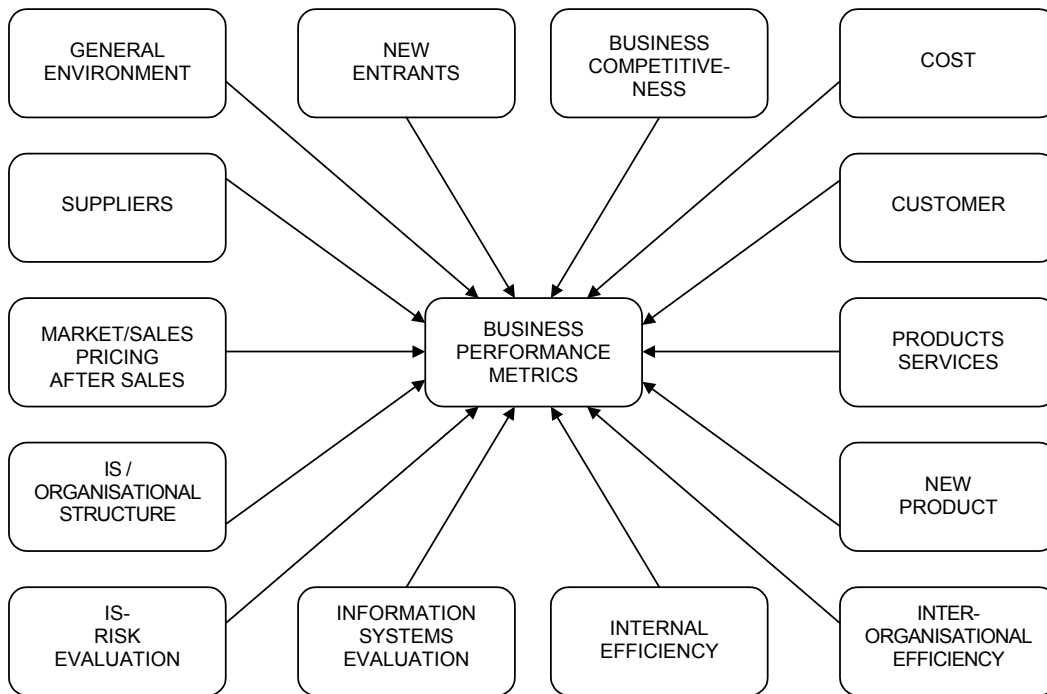 GENERAL
ENVIRONMENT
NEW
ENTRANTS
BUSINESS
COMPETITIVE-
NESS
COST
SUPPLIERS
CUSTOMER
MARKET/SALES
PRICING
AFTER SALES
BUSINESS
PERFORMANCE
METRICS
PRODUCTS
SERVICES
IS /
ORGANISATIONAL
STRUCTURE
NEW
PRODUCT
IS-
RISK
EVALUATION
INFORMATION
SYSTEMS
EVALUATION
INTERNAL
EFFICIENCY
INTER-
ORGANISATIONAL
EFFICIENCY